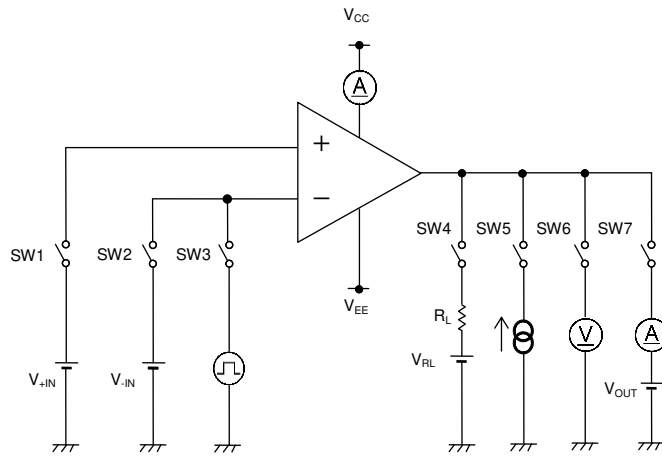 VCC
A
+
−
SW1
SW2
SW3
SW4
SW5
SW6
SW7
VEE
RL
VRL
V
A
V+IN
V-IN
VOUT